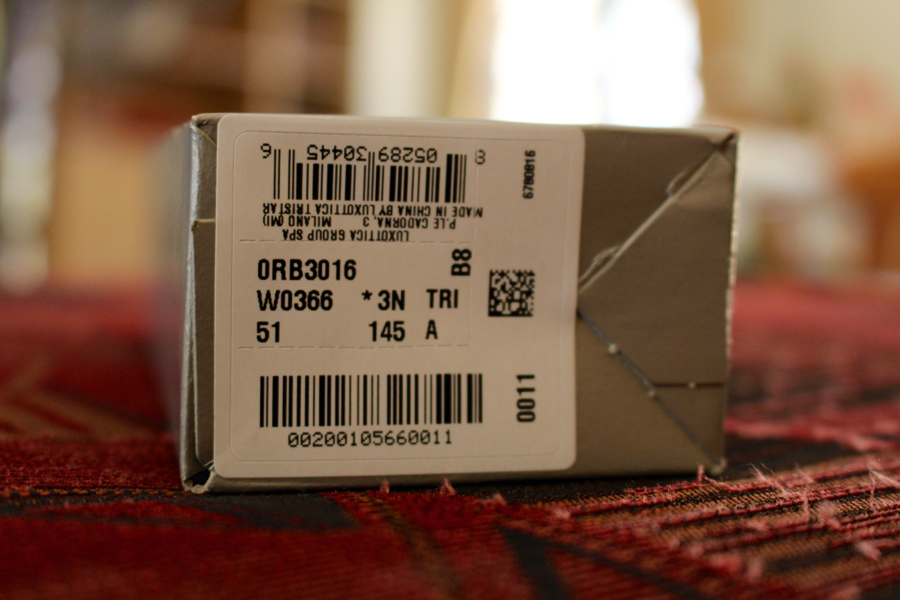 8 05289 30445 6
MADE IN CHINA BY LUXOTTICA TRISTAR
P.LE CADORNA, 3 MILANO (MI)
LUXOTTICA GROUP SPA
6780816
0RB3016
B8
W0366 *3N TRI
51 145 A
0011
00200105660011